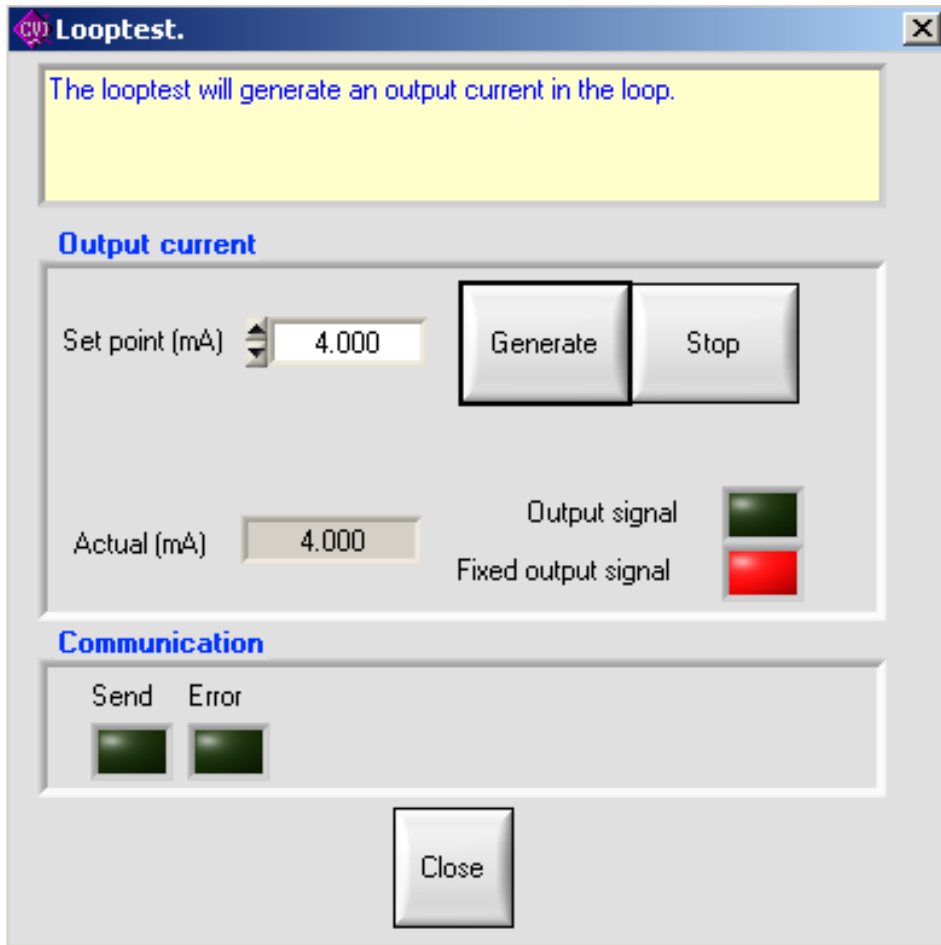 CVI Looptest.
The looptest will generate an output current in the loop.
Output current
Set point (mA) 4.000 Generate Stop
Output signal
Actual (mA) 4.000
Fixed output signal
Communication
Send Error
Close